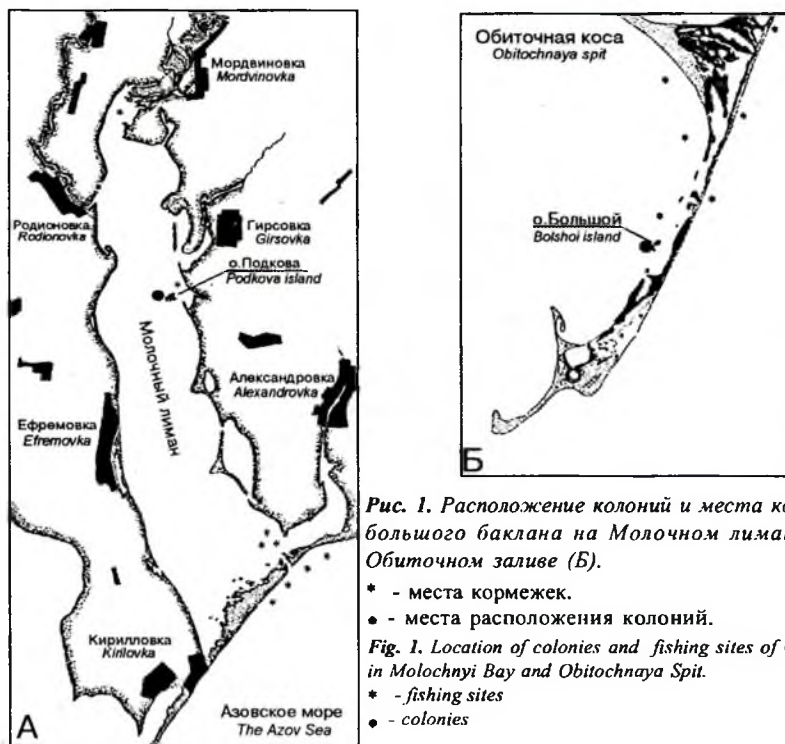 Мордвиновка
Mordvinovka
Родионовка
Rodionovka
Гирсовка
Girsovka
о.Подкова
Podkova island
Молочный лиман
Александровка
Alexandrovka
Ефремовка
Efremovka
Кирилловка
Kirilovka
Азовское море
The Azov Sea
А
Обиточная коса
Obitochnaya spit
о.Большой
Bolshoi island
Б
Рис. 1. Расположение колоний и места
большого баклана на Молочном
Обиточном заливе (Б).
* - места кормежек.
● - места расположения колоний.
Fig. 1. Location of colonies and fishing sites of
in Molochnyi Bay and Obitochnaya Spit.
* - fishing sites
● - colonies